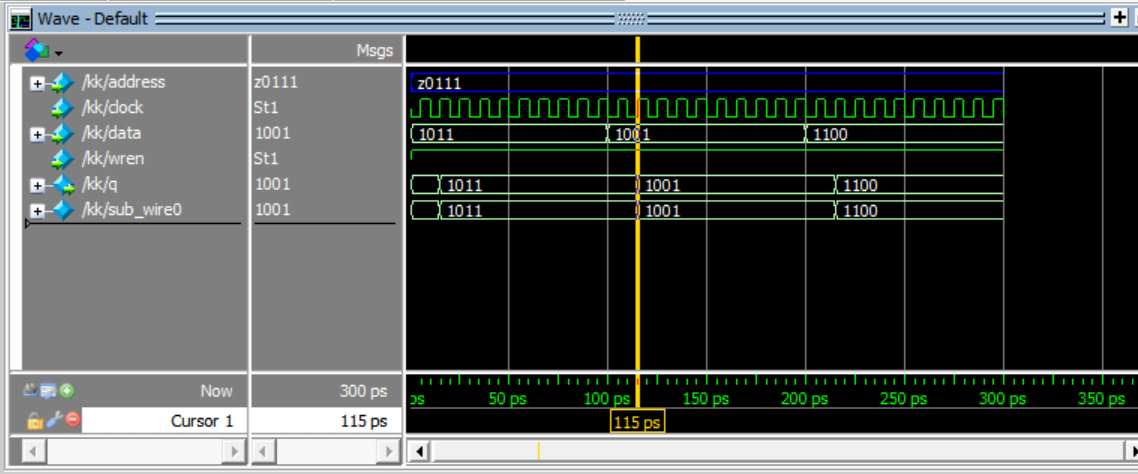 Wave - Default
Msgs
/kk/address z0111 z0111
/kk/clock St1
/kk/data 1001 1011 1001 1100
/kk/wren St1
/kk/q 1001 1011 1001 1100
/kk/sub_wire0 1001 1011 1001 1100
Now 300 ps ps 50 ps 100 ps 150 ps 200 ps 250 ps 300 ps 350 ps
Cursor 1 115 ps 115 ps